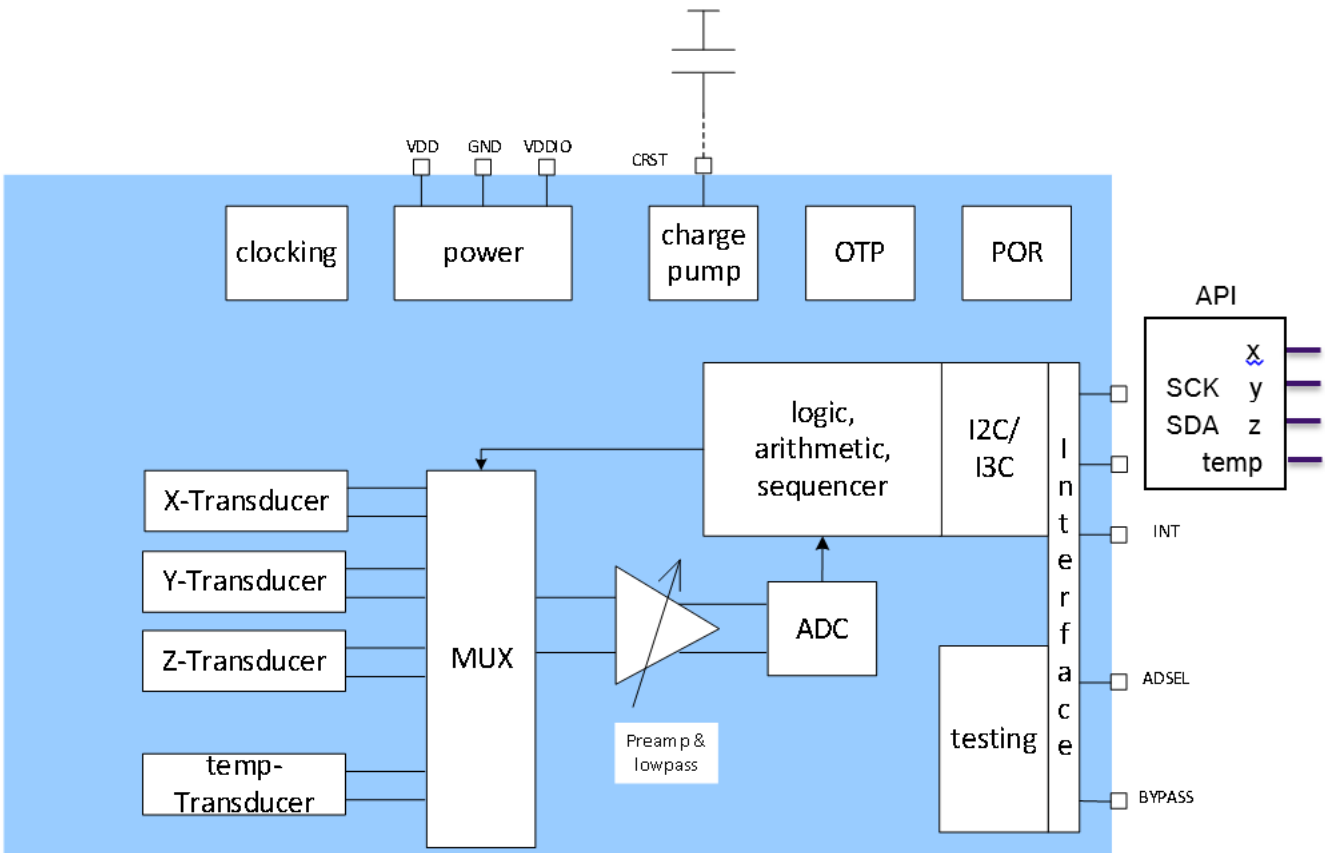 VDD
GND
VDDIO
CRST
clocking
power
charge
pump
OTP
POR
API
x
SCK y
SDA z
temp
logic,
arithmetic,
sequencer
I2C/
I3C
Interface
INT
X-Transducer
Y-Transducer
Z-Transducer
temp-
Transducer
MUX
ADC
Preamp &
lowpass
testing
ADSEL
BYPASS